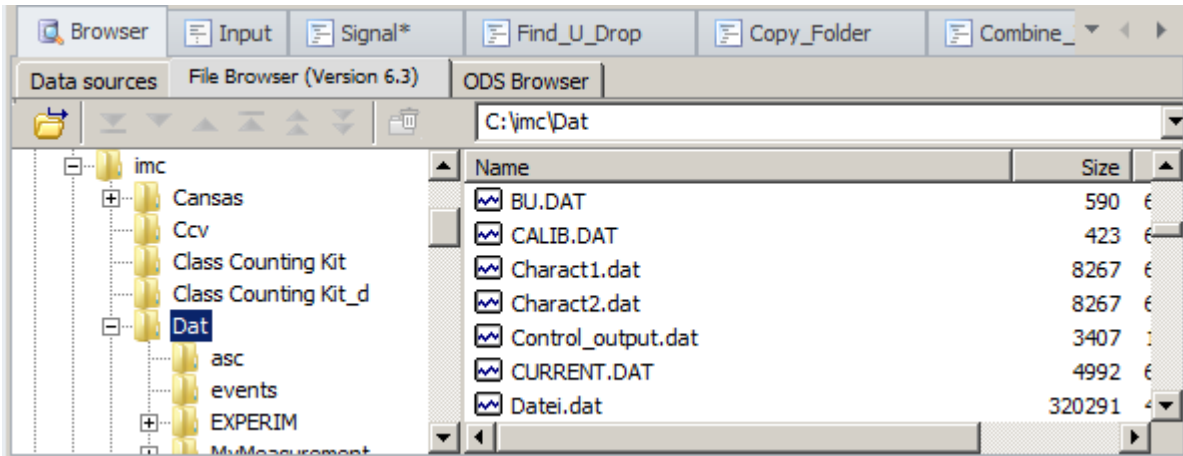 Browser Input Signal* Find_U_Drop Copy_Folder Combine_
Data sources File Browser (Version 6.3) ODS Browser
C:\imc\Dat
imc
Cansas
Ccv
Class Counting Kit
Class Counting Kit_d
Dat
asc
events
EXPERIM
MyMeasurement
Name Size
BU.DAT 590
CALIB.DAT 423
Charact1.dat 8267
Charact2.dat 8267
Control_output.dat 3407
CURRENT.DAT 4992
Datei.dat 320291